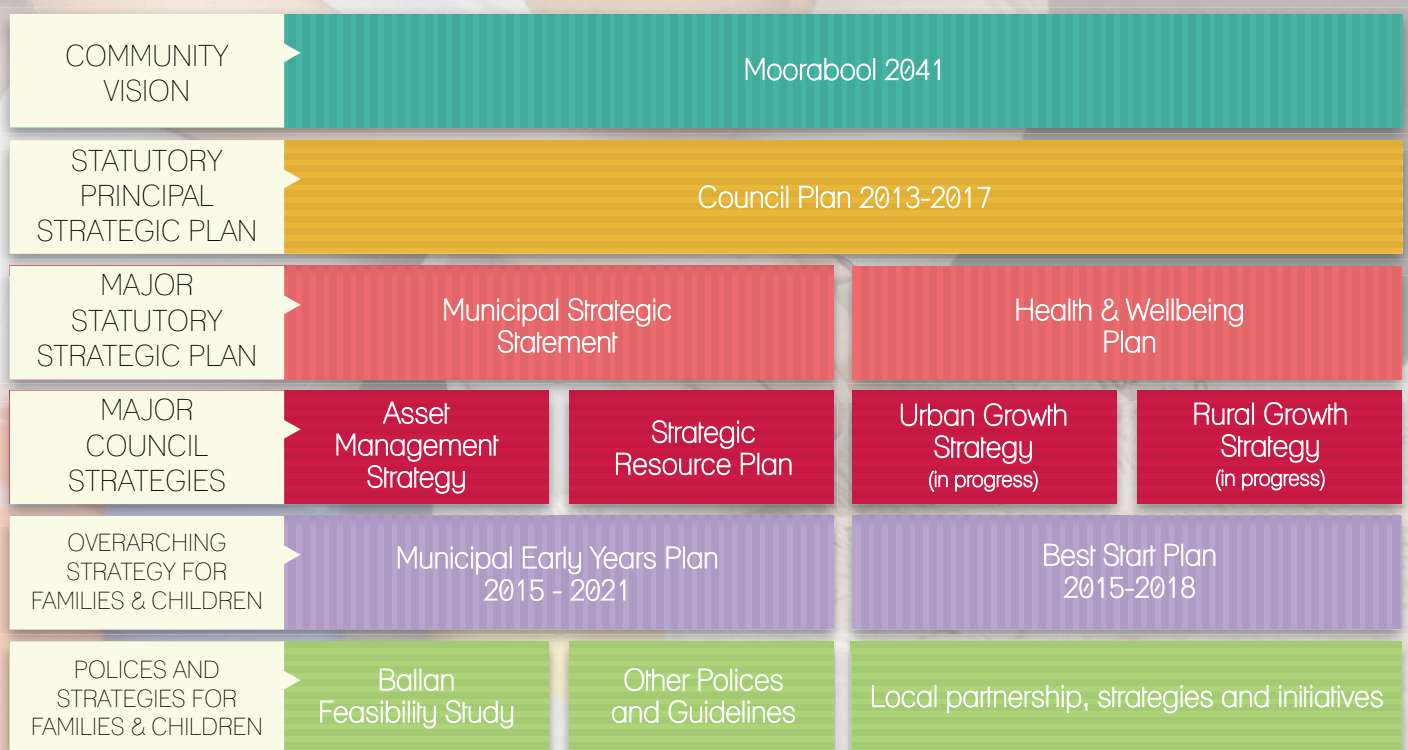 COMMUNITY
VISION
Moorabool 2041
STATUTORY
PRINCIPAL
STRATEGIC PLAN
Council Plan 2013-2017
MAJOR
STATUTORY
STRATEGIC PLAN
Municipal Strategic
Statement
Health & Wellbeing
Plan
MAJOR
COUNCIL
STRATEGIES
Asset
Management
Strategy
Strategic
Resource Plan
Urban Growth
Strategy
(in progress)
Rural Growth
Strategy
(in progress)
OVERARCHING
STRATEGY FOR
FAMILIES & CHILDREN
Municipal Early Years Plan
2015 - 2021
Best Start Plan
2015-2018
POLICES AND
STRATEGIES FOR
FAMILIES & CHILDREN
Ballan
Feasibility Study
Other Polices
and Guidelines
Local partnership, strategies and initiatives